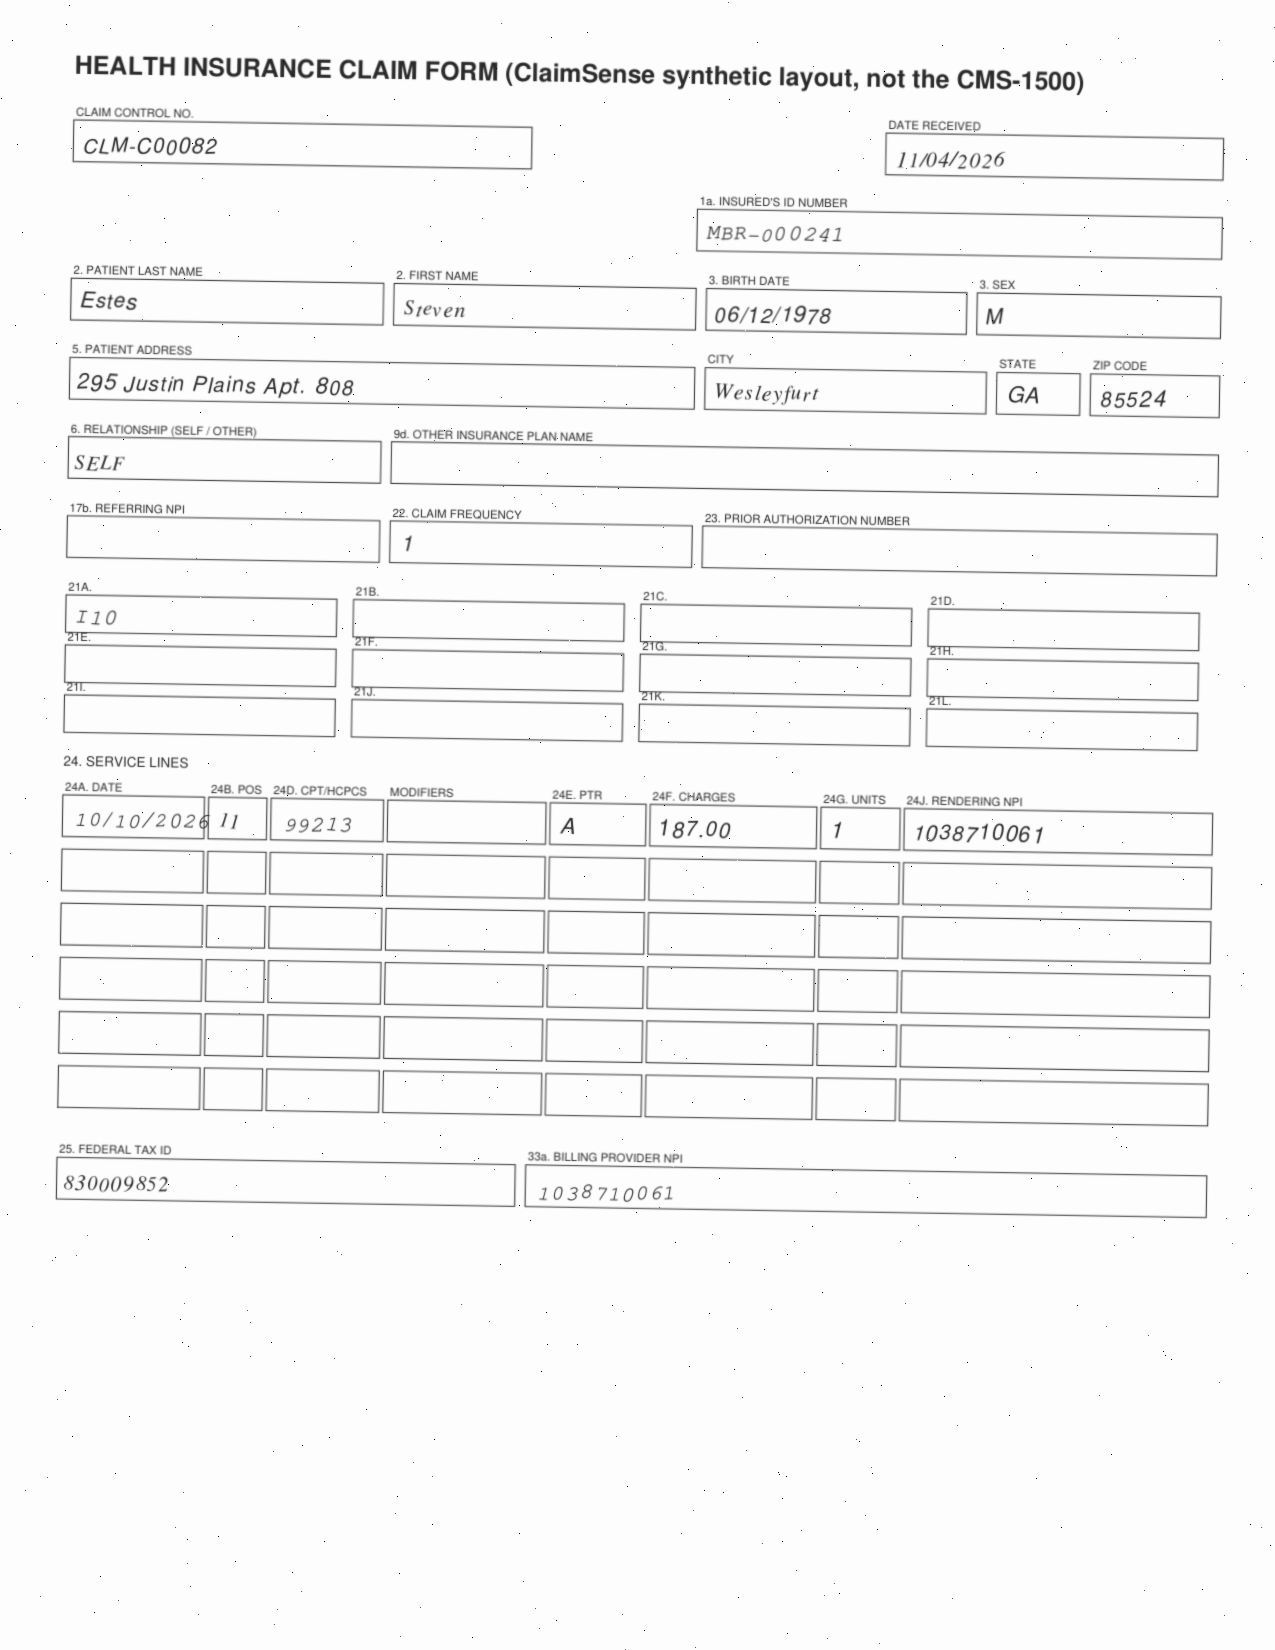 HEALTH INSURANCE CLAIM FORM (ClaimSense synthetic layout, not the CMS-1500)
CLAIM CONTROL NO.
CLM-C00082
DATE RECEIVED
11/04/2026
1a. INSURED'S ID NUMBER
MBR-000241
2. PATIENT LAST NAME
Estes
2. FIRST NAME
Steven
3. BIRTH DATE
06/12/1978
3. SEX
M
5. PATIENT ADDRESS
295 Justin Plains Apt. 808
CITY
Wesleyfurt
STATE
GA
ZIP CODE
85524
6. RELATIONSHIP (SELF / OTHER)
SELF
9d. OTHER INSURANCE PLAN NAME
17b. REFERRING NPI
22. CLAIM FREQUENCY
1
23. PRIOR AUTHORIZATION NUMBER
21A.
I10
21B.
21C.
21D.
21E.
21F.
21G.
21H.
21I.
21J.
21K.
21L.
24. SERVICE LINES
24A. DATE 24B. POS 24D. CPT/HCPCS MODIFIERS 24E. PTR 24F. CHARGES 24G. UNITS 24J. RENDERING NPI
10/10/2026 11 99213 A 187.00 1 1038710061
25. FEDERAL TAX ID
830009852
33a. BILLING PROVIDER NPI
1038710061